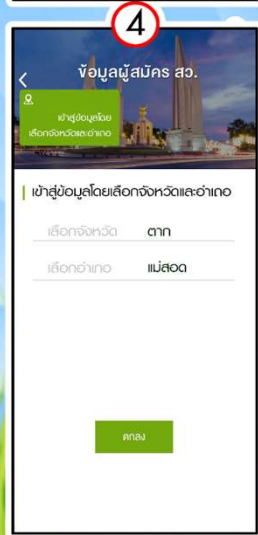 4
ข้อมูลผู้สมัคร สว.
เข้าสู่ข้อมูลโดย
เลือกจังหวัดและอำเภอ
เข้าสู่ข้อมูลโดยเลือกจังหวัดและอำเภอ
เลือกจังหวัด ตาก
เลือกอำเภอ แม่สอด
ตกลง